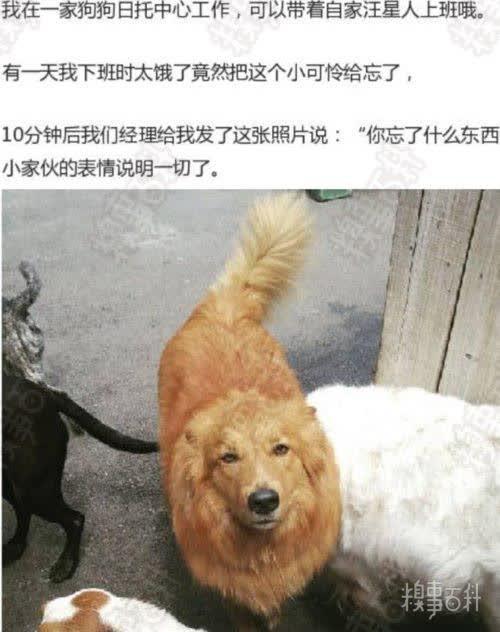 我在一家狗狗日托中心工作，可以带着自家汪星人上班哦。
有一天我下班时太饿了竟然把这个小可怜给忘了，
10分钟后我们经理给我发了这张照片说：“你忘了什么东西
小家伙的表情说明一切了。
糗事百科